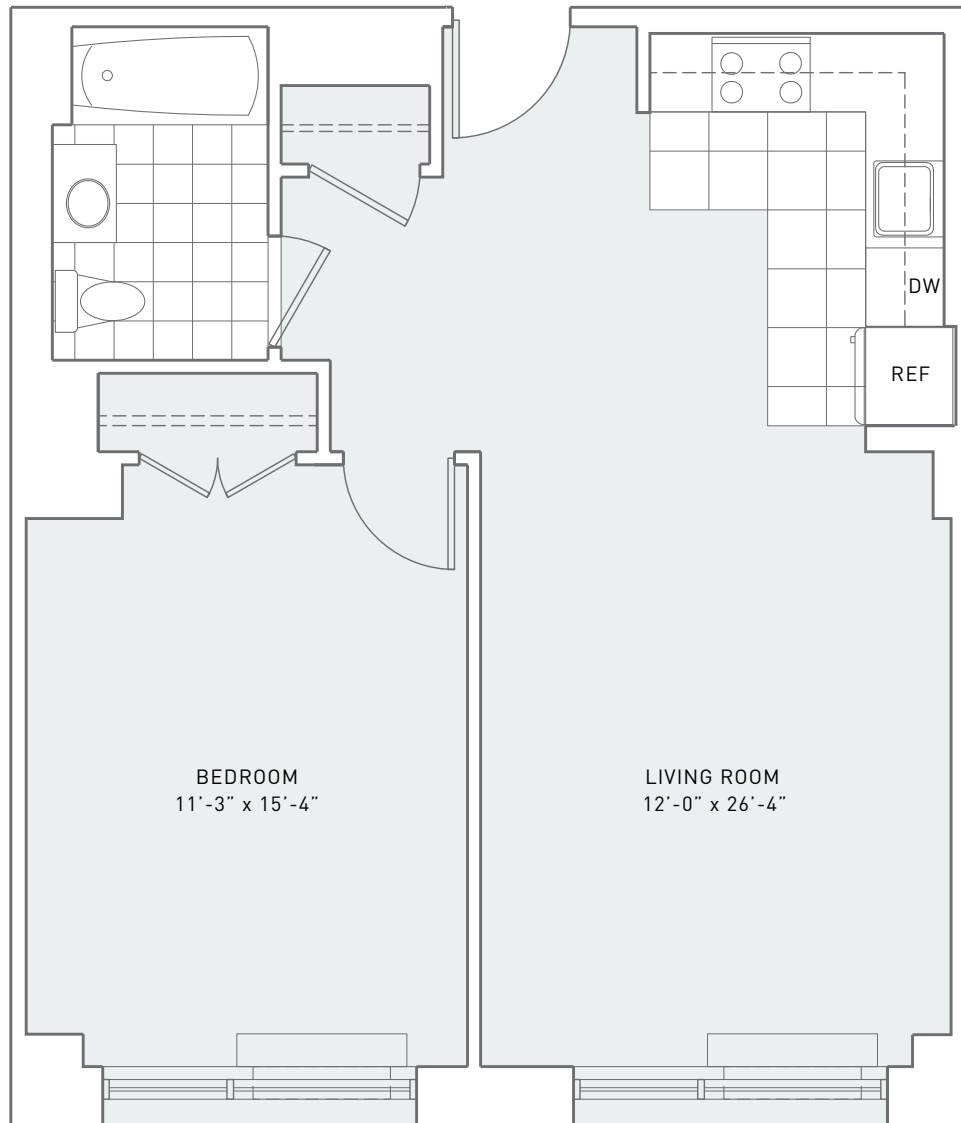 DW
REF
BEDROOM
11'-3" x 15'-4"
LIVING ROOM
12'-0" x 26'-4"